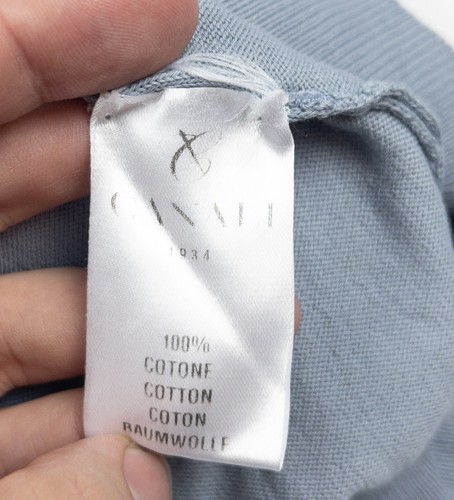 CANALI
1934
100%
COTONE
COTTON
COTON
BAUMWOLLE